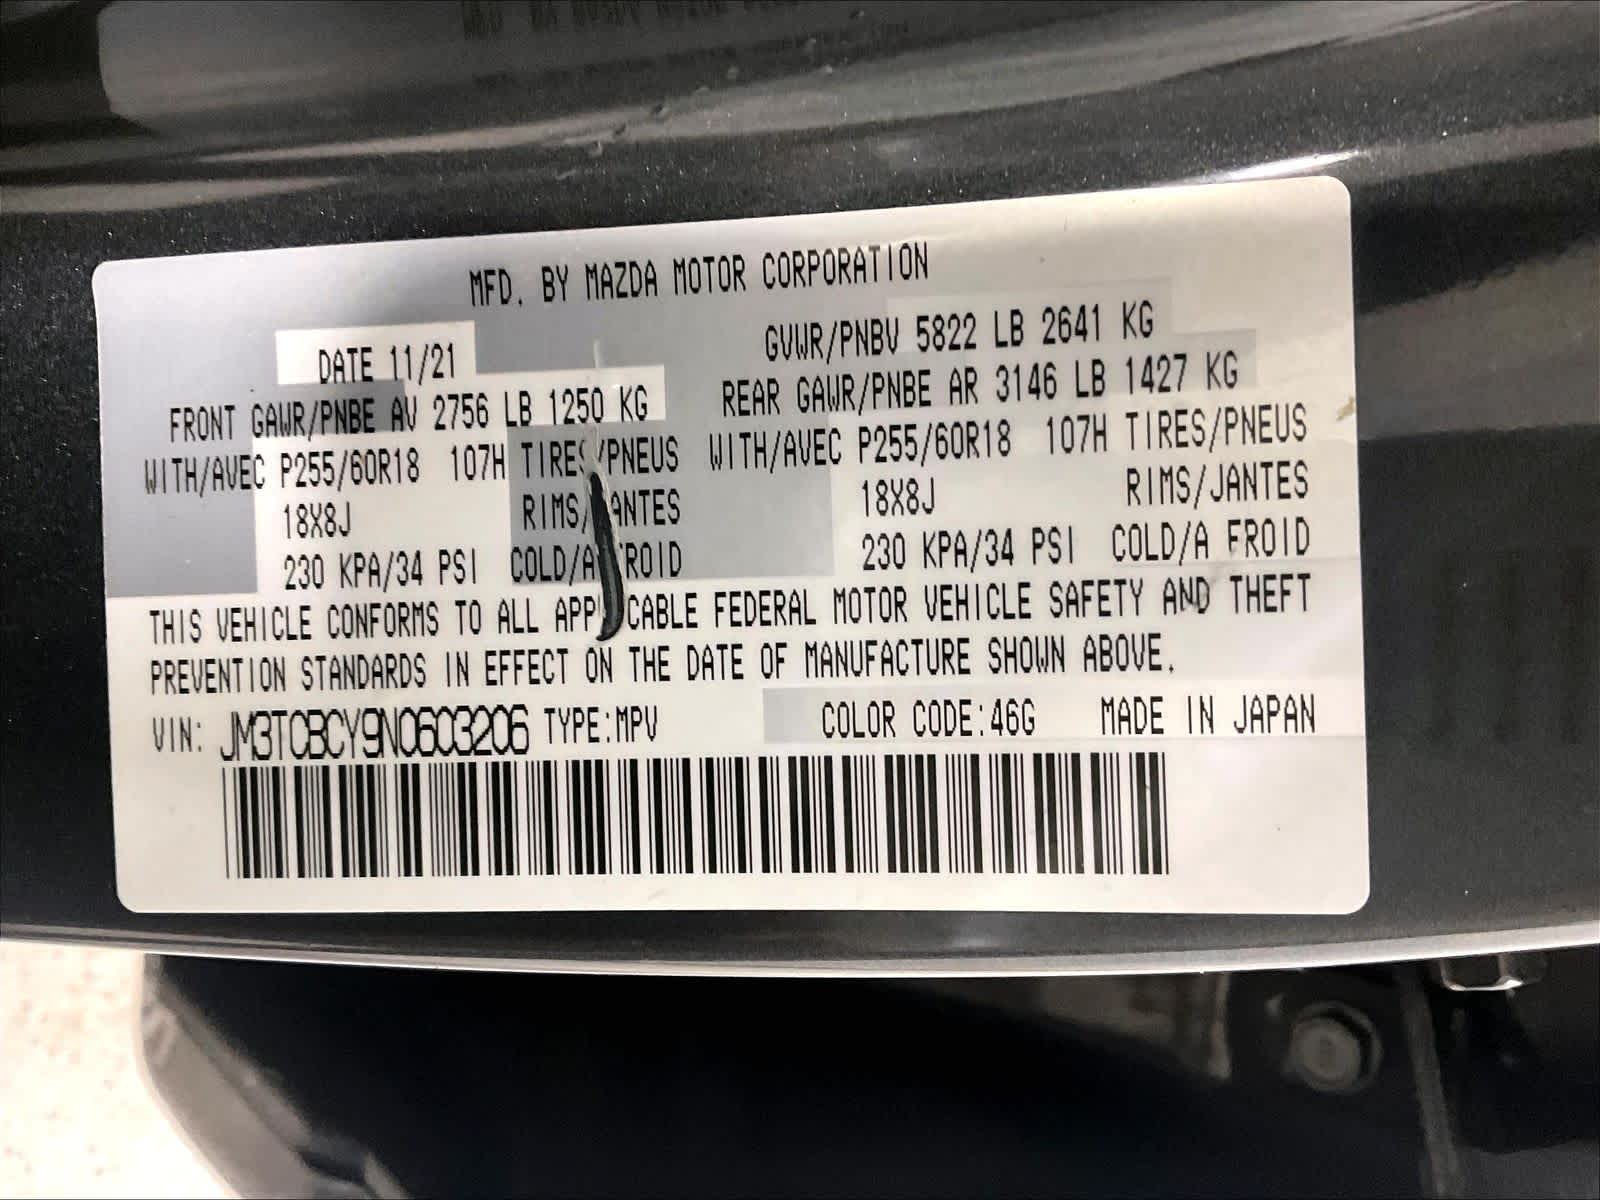 MFD. BY MAZDA MOTOR CORPORATION
DATE 11/21 GVWR/PNBV 5822 LB 2641 KG
FRONT GAWR/PNBE AV 2756 LB 1250 KG REAR GAWR/PNBE AR 3146 LB 1427 KG
WITH/AVEC P255/60R18 107H TIRES/PNEUS WITH/AVEC P255/60R18 107H TIRES/PNEUS
18X8J RIMS/JANTES 18X8J RIMS/JANTES
230 KPA/34 PSI COLD/A FROID 230 KPA/34 PSI COLD/A FROID
THIS VEHICLE CONFORMS TO ALL APPLICABLE FEDERAL MOTOR VEHICLE SAFETY AND THEFT
PREVENTION STANDARDS IN EFFECT ON THE DATE OF MANUFACTURE SHOWN ABOVE.
VIN: JM3TCBCY9N0603206 TYPE:MPV COLOR CODE:46G MADE IN JAPAN